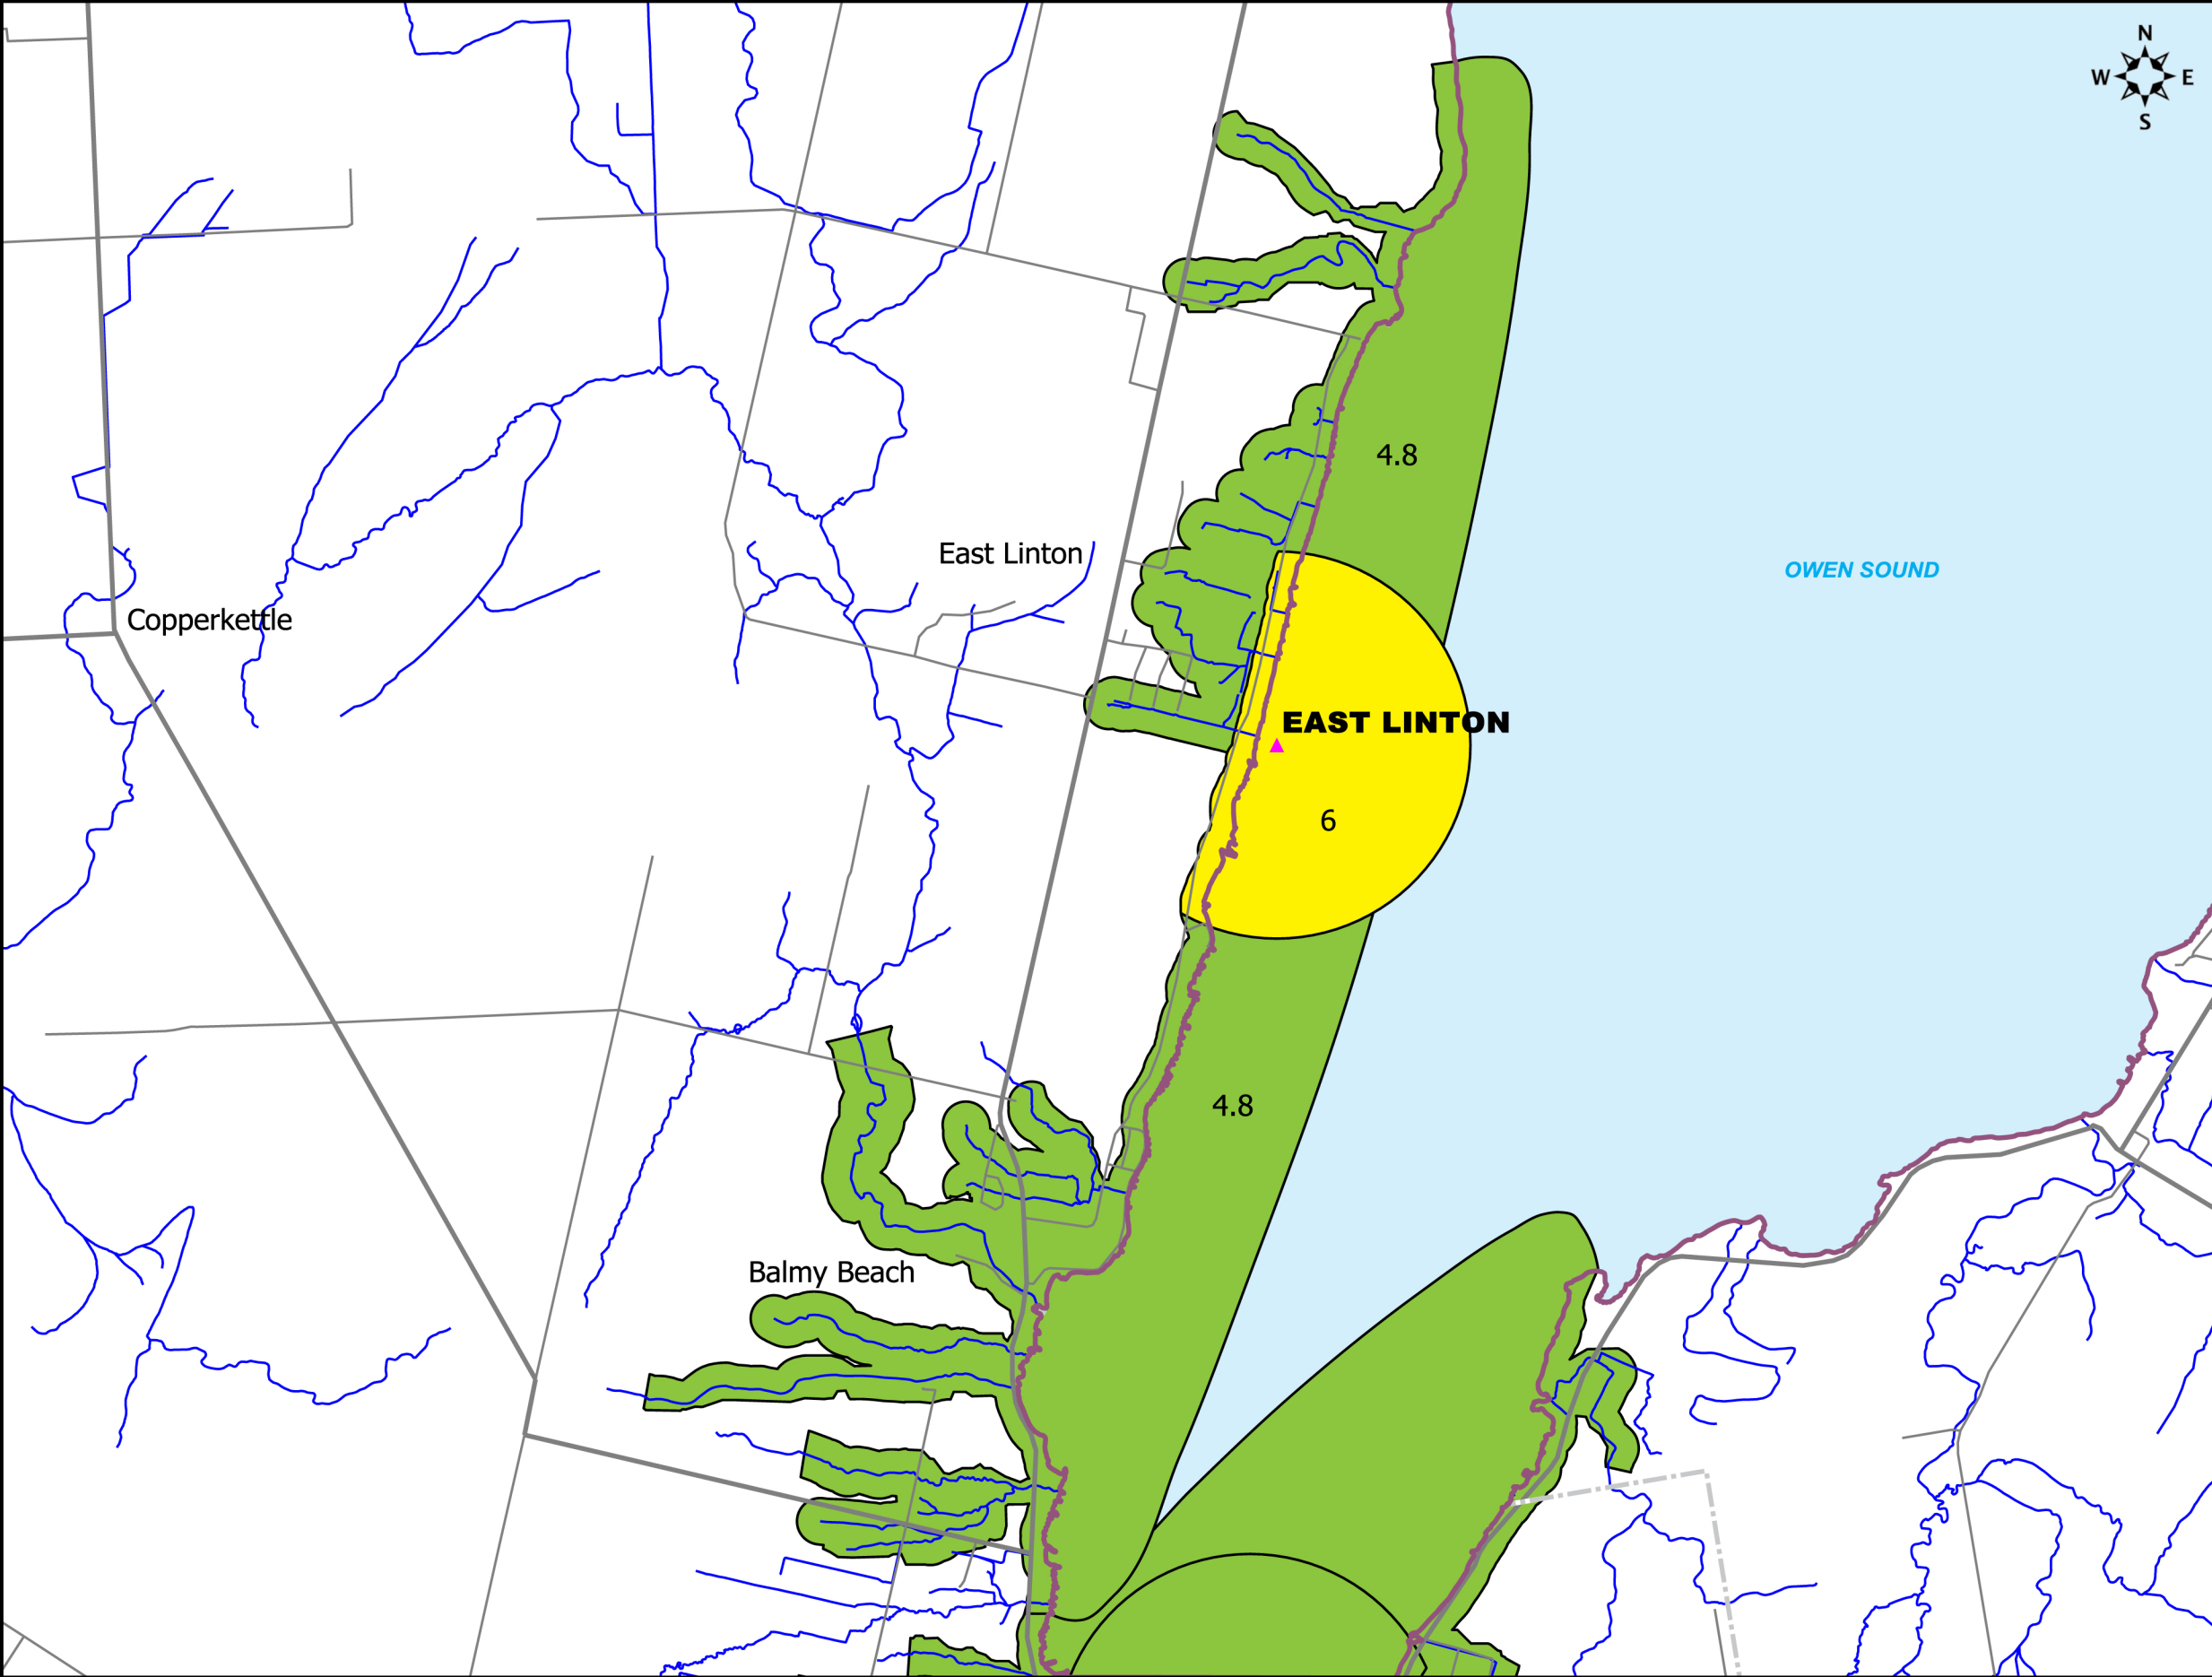 N
W E
S
4.8
East Linton
OWEN SOUND
Copperkettle
EAST LINTON
6
4.8
Balmy Beach